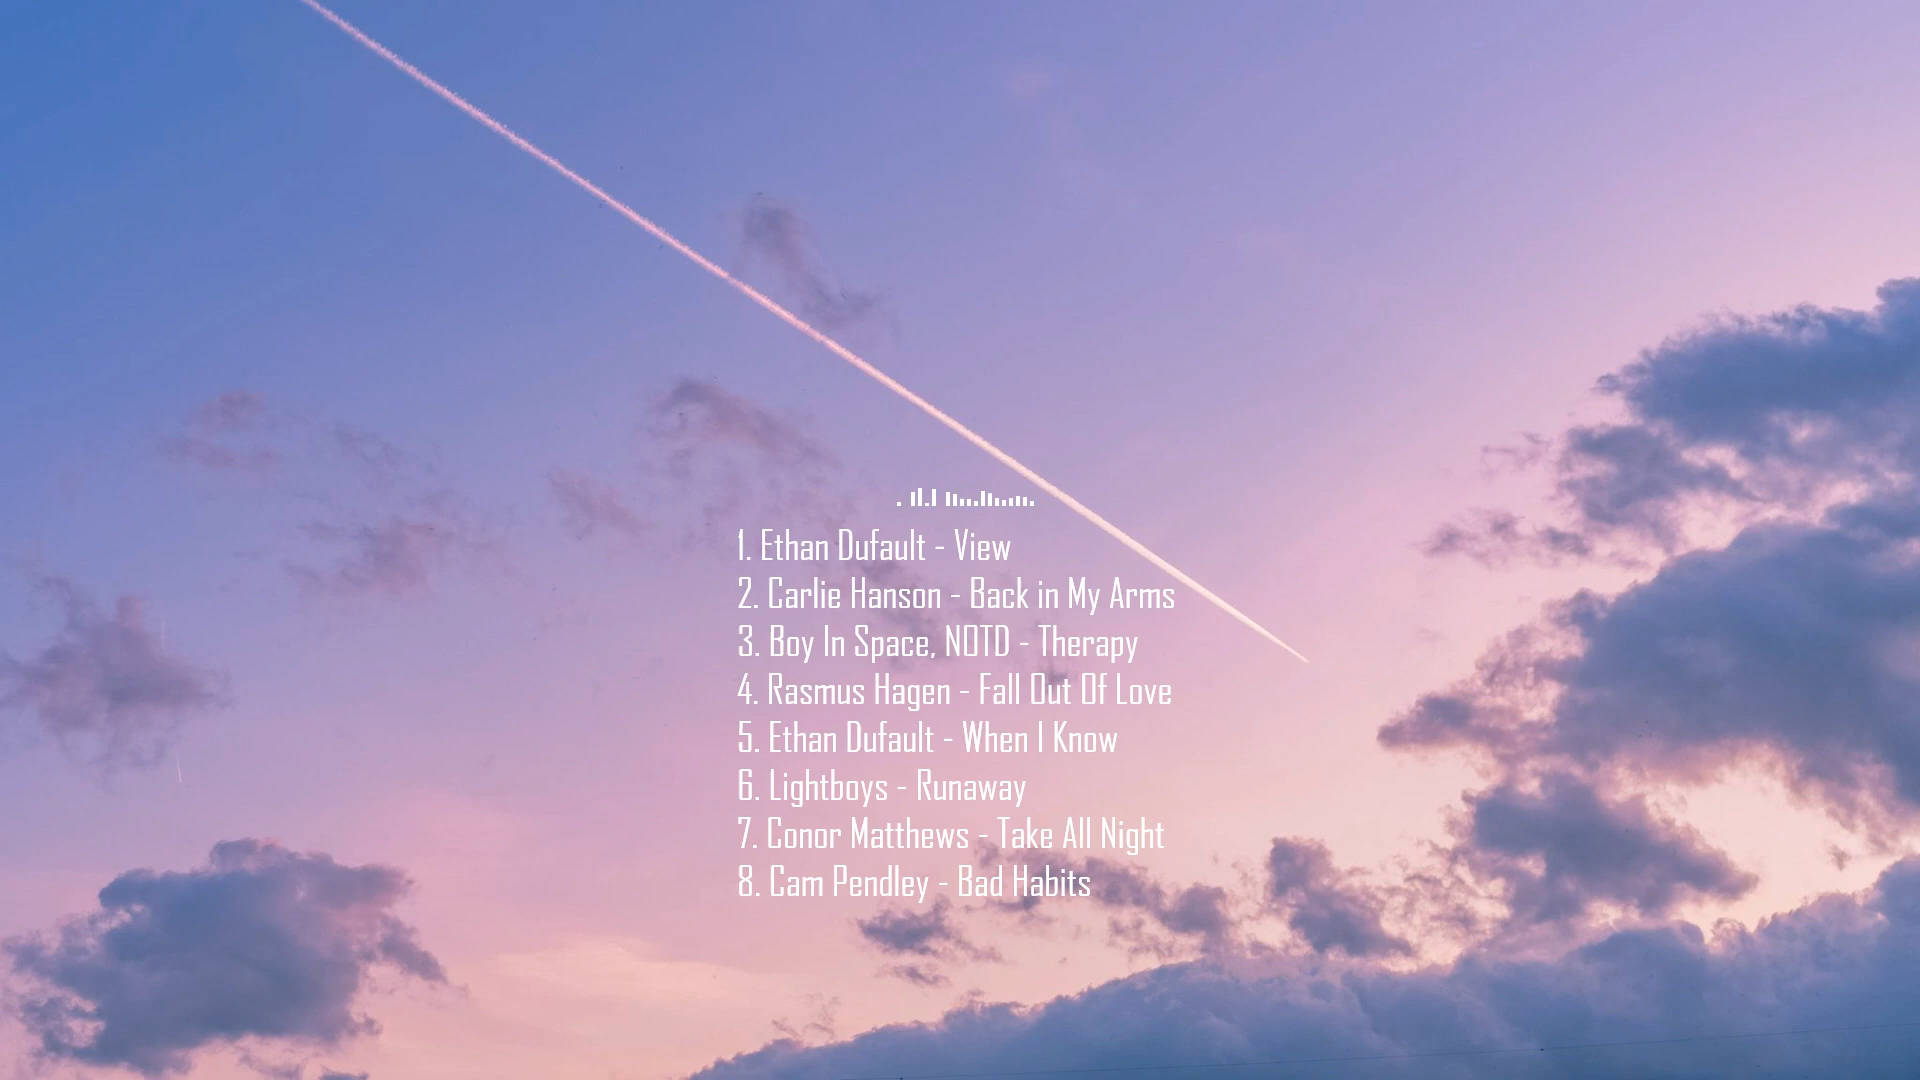 1. Ethan Dufault - View
2. Carlie Hanson - Back in My Arms
3. Boy In Space, NOTD - Therapy
4. Rasmus Hagen - Fall Out Of Love
5. Ethan Dufault - When I Know
6. Lightboys - Runaway
7. Conor Matthews - Take All Night
8. Cam Pendley - Bad Habits